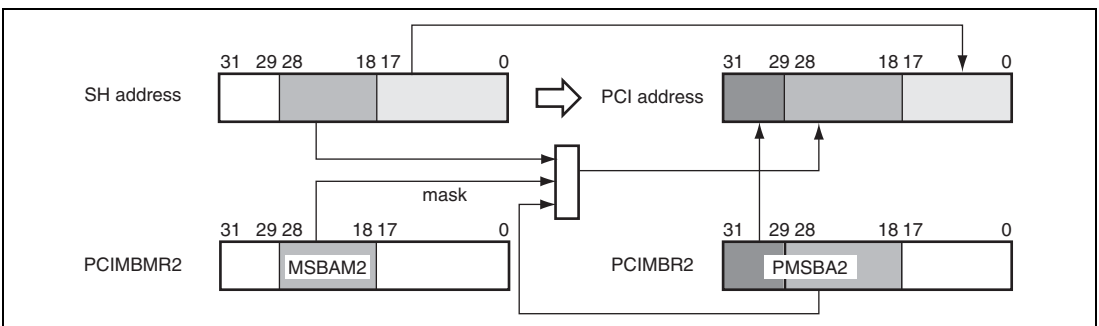 31 29 28 18 17 0
SH address
31 29 28 18 17 0
PCI address
mask
31 29 28 18 17 0
PCIMBMR2
MSBAM2
31 29 28 18 17 0
PCIMBR2
PMSBA2